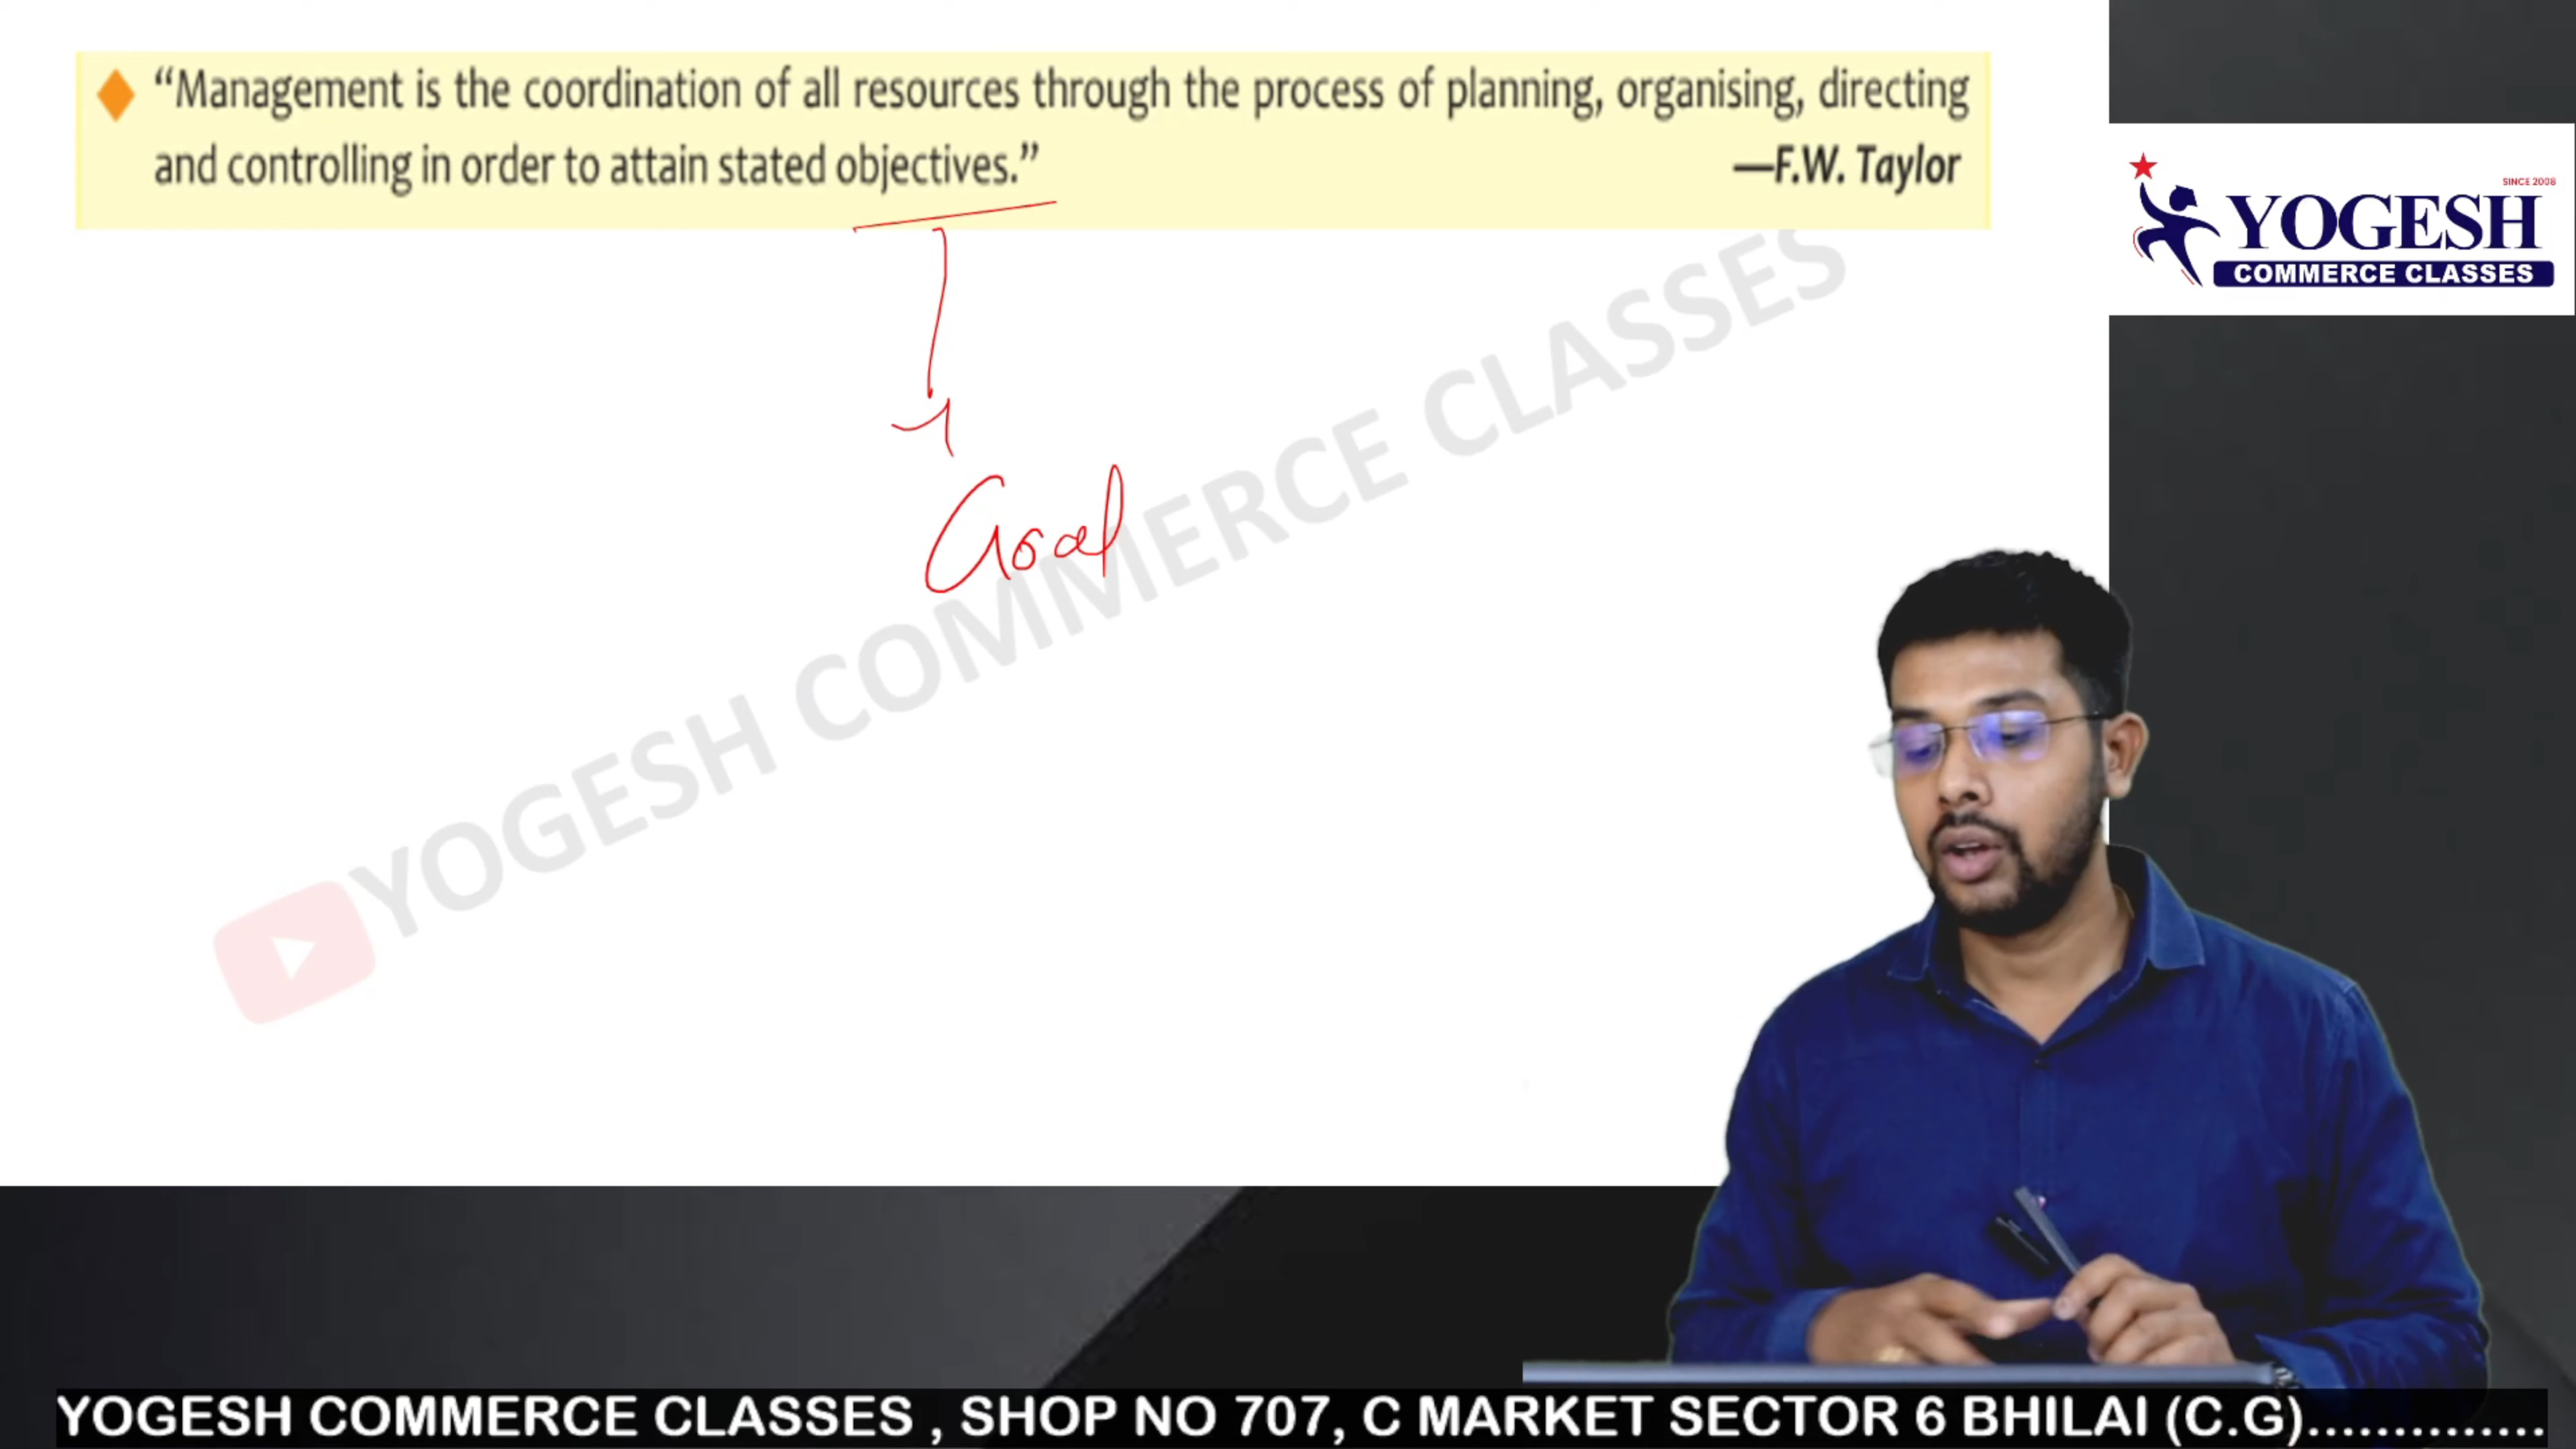 “Management is the coordination of all resources through the process of planning, organising, directing
and controlling in order to attain stated objectives.” —F.W. Taylor
SINCE 2008
YOGESH
COMMERCE CLASSES
Goal
YOGESH COMMERCE CLASSES
YOGESH COMMERCE CLASSES , SHOP NO 707, C MARKET SECTOR 6 BHILAI (C.G)..............